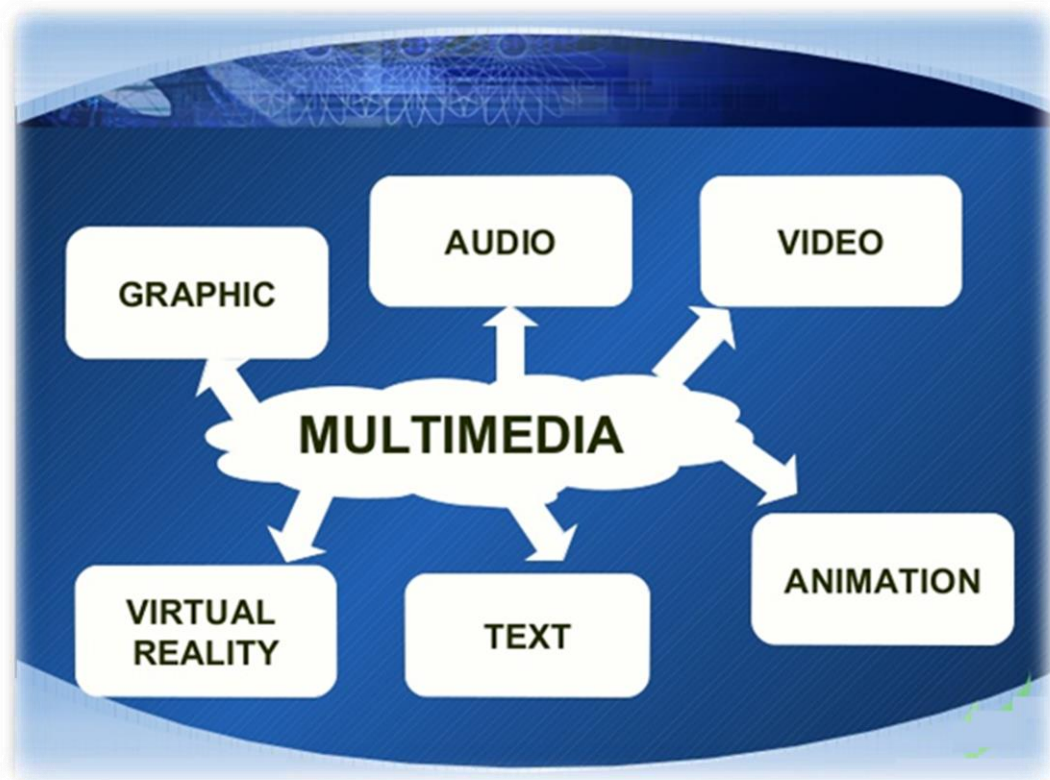 AUDIO
VIDEO
GRAPHIC
MULTIMEDIA
VIRTUAL
REALITY
TEXT
ANIMATION